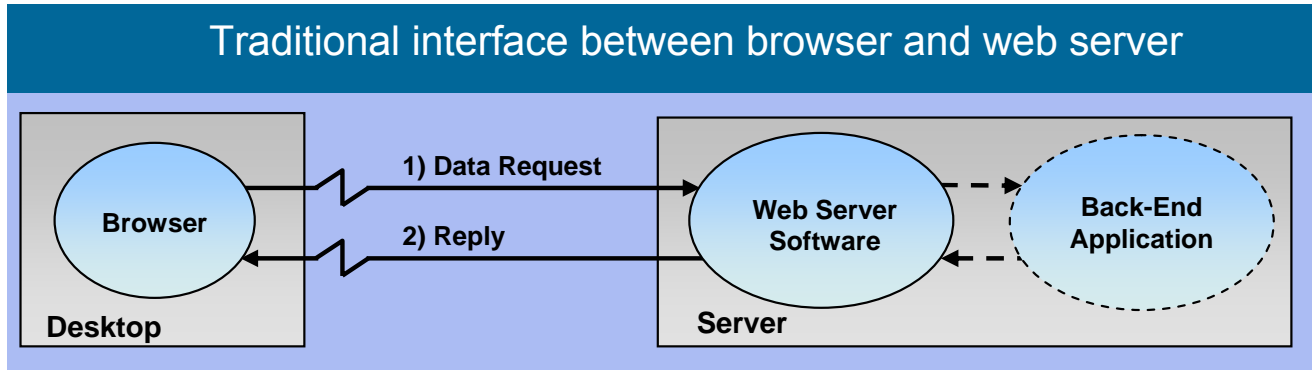 Traditional interface between browser and web server
1) Data Request
Browser
2) Reply
Desktop
Web Server
Software
Back-End
Application
Server